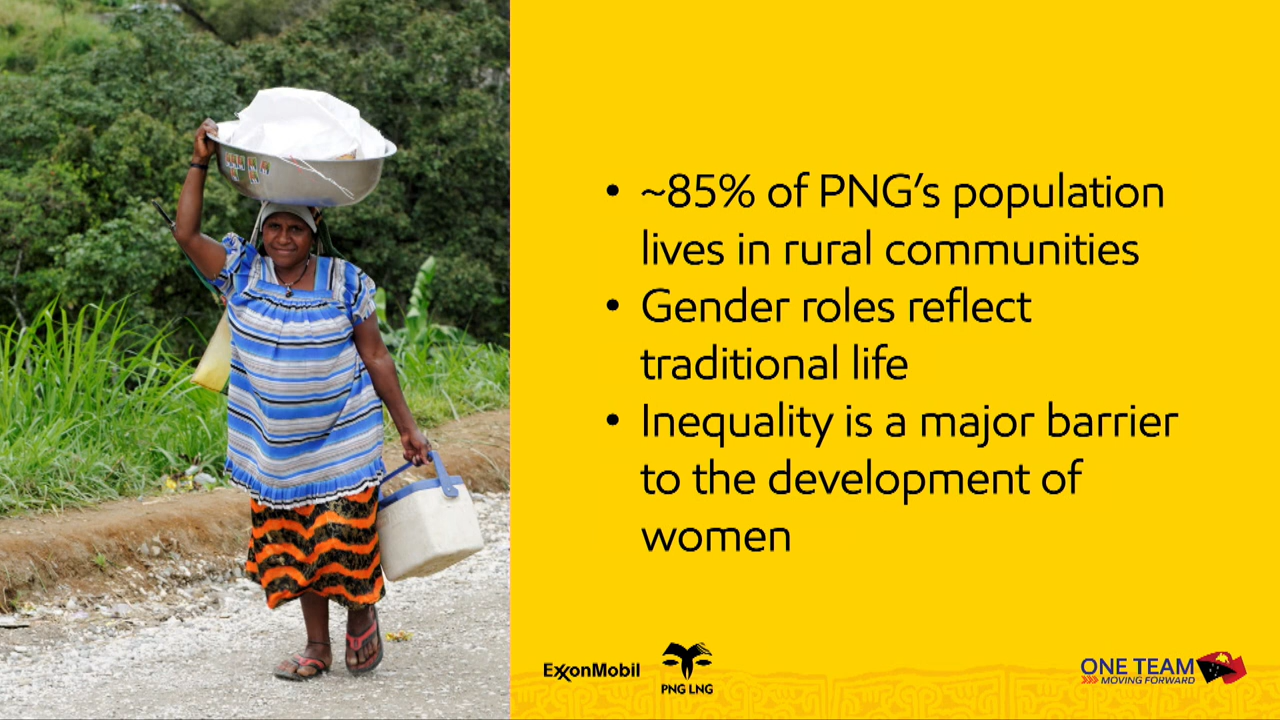 • ~85% of PNG's population
lives in rural communities
• Gender roles reflect
traditional life
• Inequality is a major barrier
to the development of
women
ExxonMobil
PNG LNG
ONE TEAM
MOVING FORWARD